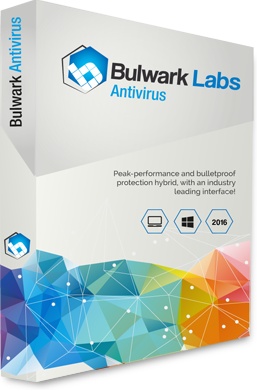 Bulwark Antivirus
Bulwark Labs
Antivirus
Peak-performance and bulletproof
protection hybrid, with an industry
leading interface!
2016